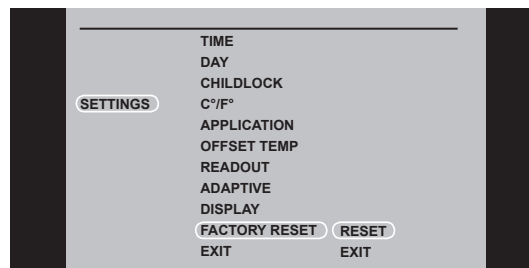 TIME
DAY
CHILDLOCK
SETTINGS C°/F°
APPLICATION
OFFSET TEMP
READOUT
ADAPTIVE
DISPLAY
FACTORY RESET RESET
EXIT EXIT